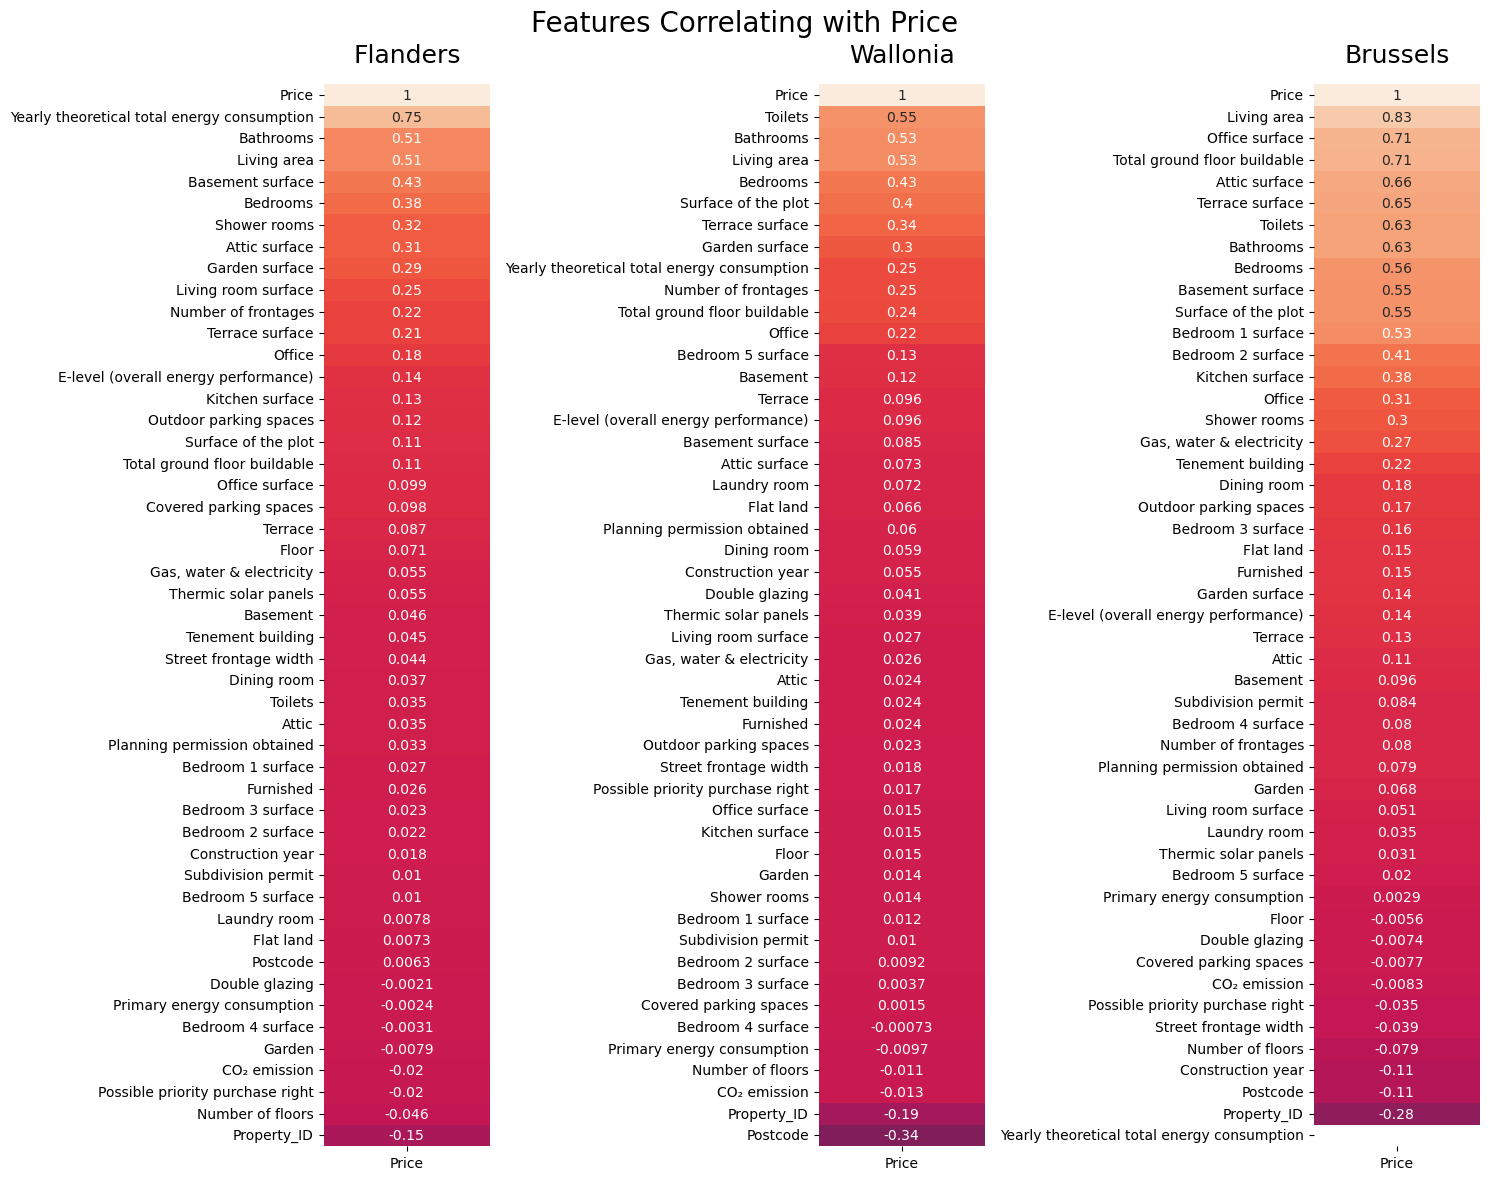 Features Correlating with Price
Flanders
Price 1
Yearly theoretical total energy consumption 0.75
Bathrooms 0.51
Living area 0.51
Basement surface 0.43
Bedrooms 0.38
Shower rooms 0.32
Attic surface 0.31
Garden surface 0.29
Living room surface 0.25
Number of frontages 0.22
Terrace surface 0.21
Office 0.18
E-level (overall energy performance) 0.14
Kitchen surface 0.13
Outdoor parking spaces 0.12
Surface of the plot 0.11
Total ground floor buildable 0.11
Office surface 0.099
Covered parking spaces 0.098
Terrace 0.087
Floor 0.071
Gas, water & electricity 0.055
Thermic solar panels 0.055
Basement 0.046
Tenement building 0.045
Street frontage width 0.044
Dining room 0.037
Toilets 0.035
Attic 0.035
Planning permission obtained 0.033
Bedroom 1 surface 0.027
Furnished 0.026
Bedroom 3 surface 0.023
Bedroom 2 surface 0.022
Construction year 0.018
Subdivision permit 0.01
Bedroom 5 surface 0.01
Laundry room 0.0078
Flat land 0.0073
Postcode 0.0063
Double glazing -0.0021
Primary energy consumption -0.0024
Bedroom 4 surface -0.0031
Garden -0.0079
CO₂ emission -0.02
Possible priority purchase right -0.02
Number of floors -0.046
Property_ID -0.15
Price
Wallonia
Price 1
Toilets 0.55
Bathrooms 0.53
Living area 0.53
Bedrooms 0.43
Surface of the plot 0.4
Terrace surface 0.34
Garden surface 0.3
Yearly theoretical total energy consumption 0.25
Number of frontages 0.25
Total ground floor buildable 0.24
Office 0.22
Bedroom 5 surface 0.13
Basement 0.12
Terrace 0.096
E-level (overall energy performance) 0.096
Basement surface 0.085
Attic surface 0.073
Laundry room 0.072
Flat land 0.066
Planning permission obtained 0.06
Dining room 0.059
Construction year 0.055
Double glazing 0.041
Thermic solar panels 0.039
Living room surface 0.027
Gas, water & electricity 0.026
Attic 0.024
Tenement building 0.024
Furnished 0.024
Outdoor parking spaces 0.023
Street frontage width 0.018
Possible priority purchase right 0.017
Office surface 0.015
Kitchen surface 0.015
Floor 0.015
Garden 0.014
Shower rooms 0.014
Bedroom 1 surface 0.012
Subdivision permit 0.01
Bedroom 2 surface 0.0092
Bedroom 3 surface 0.0037
Covered parking spaces 0.0015
Bedroom 4 surface -0.00073
Primary energy consumption -0.0097
Number of floors -0.011
CO₂ emission -0.013
Property_ID -0.19
Postcode -0.34
Price
Brussels
Price 1
Living area 0.83
Office surface 0.71
Total ground floor buildable 0.71
Attic surface 0.66
Terrace surface 0.65
Toilets 0.63
Bathrooms 0.63
Bedrooms 0.56
Basement surface 0.55
Surface of the plot 0.55
Bedroom 1 surface 0.53
Bedroom 2 surface 0.41
Kitchen surface 0.38
Office 0.31
Shower rooms 0.3
Gas, water & electricity 0.27
Tenement building 0.22
Dining room 0.18
Outdoor parking spaces 0.17
Bedroom 3 surface 0.16
Flat land 0.15
Furnished 0.15
Garden surface 0.14
E-level (overall energy performance) 0.14
Terrace 0.13
Attic 0.11
Basement 0.096
Subdivision permit 0.084
Bedroom 4 surface 0.08
Number of frontages 0.08
Planning permission obtained 0.079
Garden 0.068
Living room surface 0.051
Laundry room 0.035
Thermic solar panels 0.031
Bedroom 5 surface 0.02
Primary energy consumption 0.0029
Floor -0.0056
Double glazing -0.0074
Covered parking spaces -0.0077
CO₂ emission -0.0083
Possible priority purchase right -0.035
Street frontage width -0.039
Number of floors -0.079
Construction year -0.11
Postcode -0.11
Property_ID -0.28
Yearly theoretical total energy consumption
Price